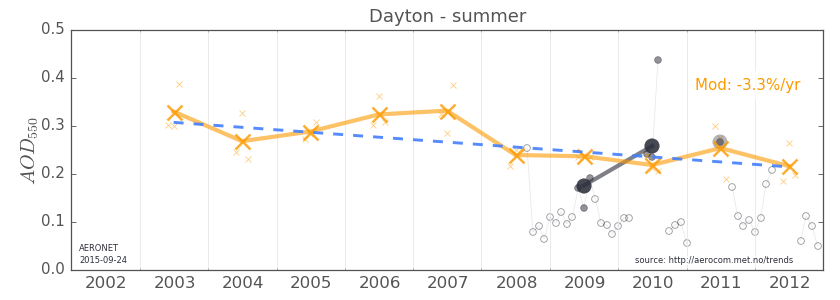 Dayton - summer
0.5
0.4
0.3
0.2
0.1
0.0
AOD550
Mod: -3.3%/yr
AERONET
2015-09-24
source: http://aerocom.met.no/trends
2002 2003 2004 2005 2006 2007 2008 2009 2010 2011 2012